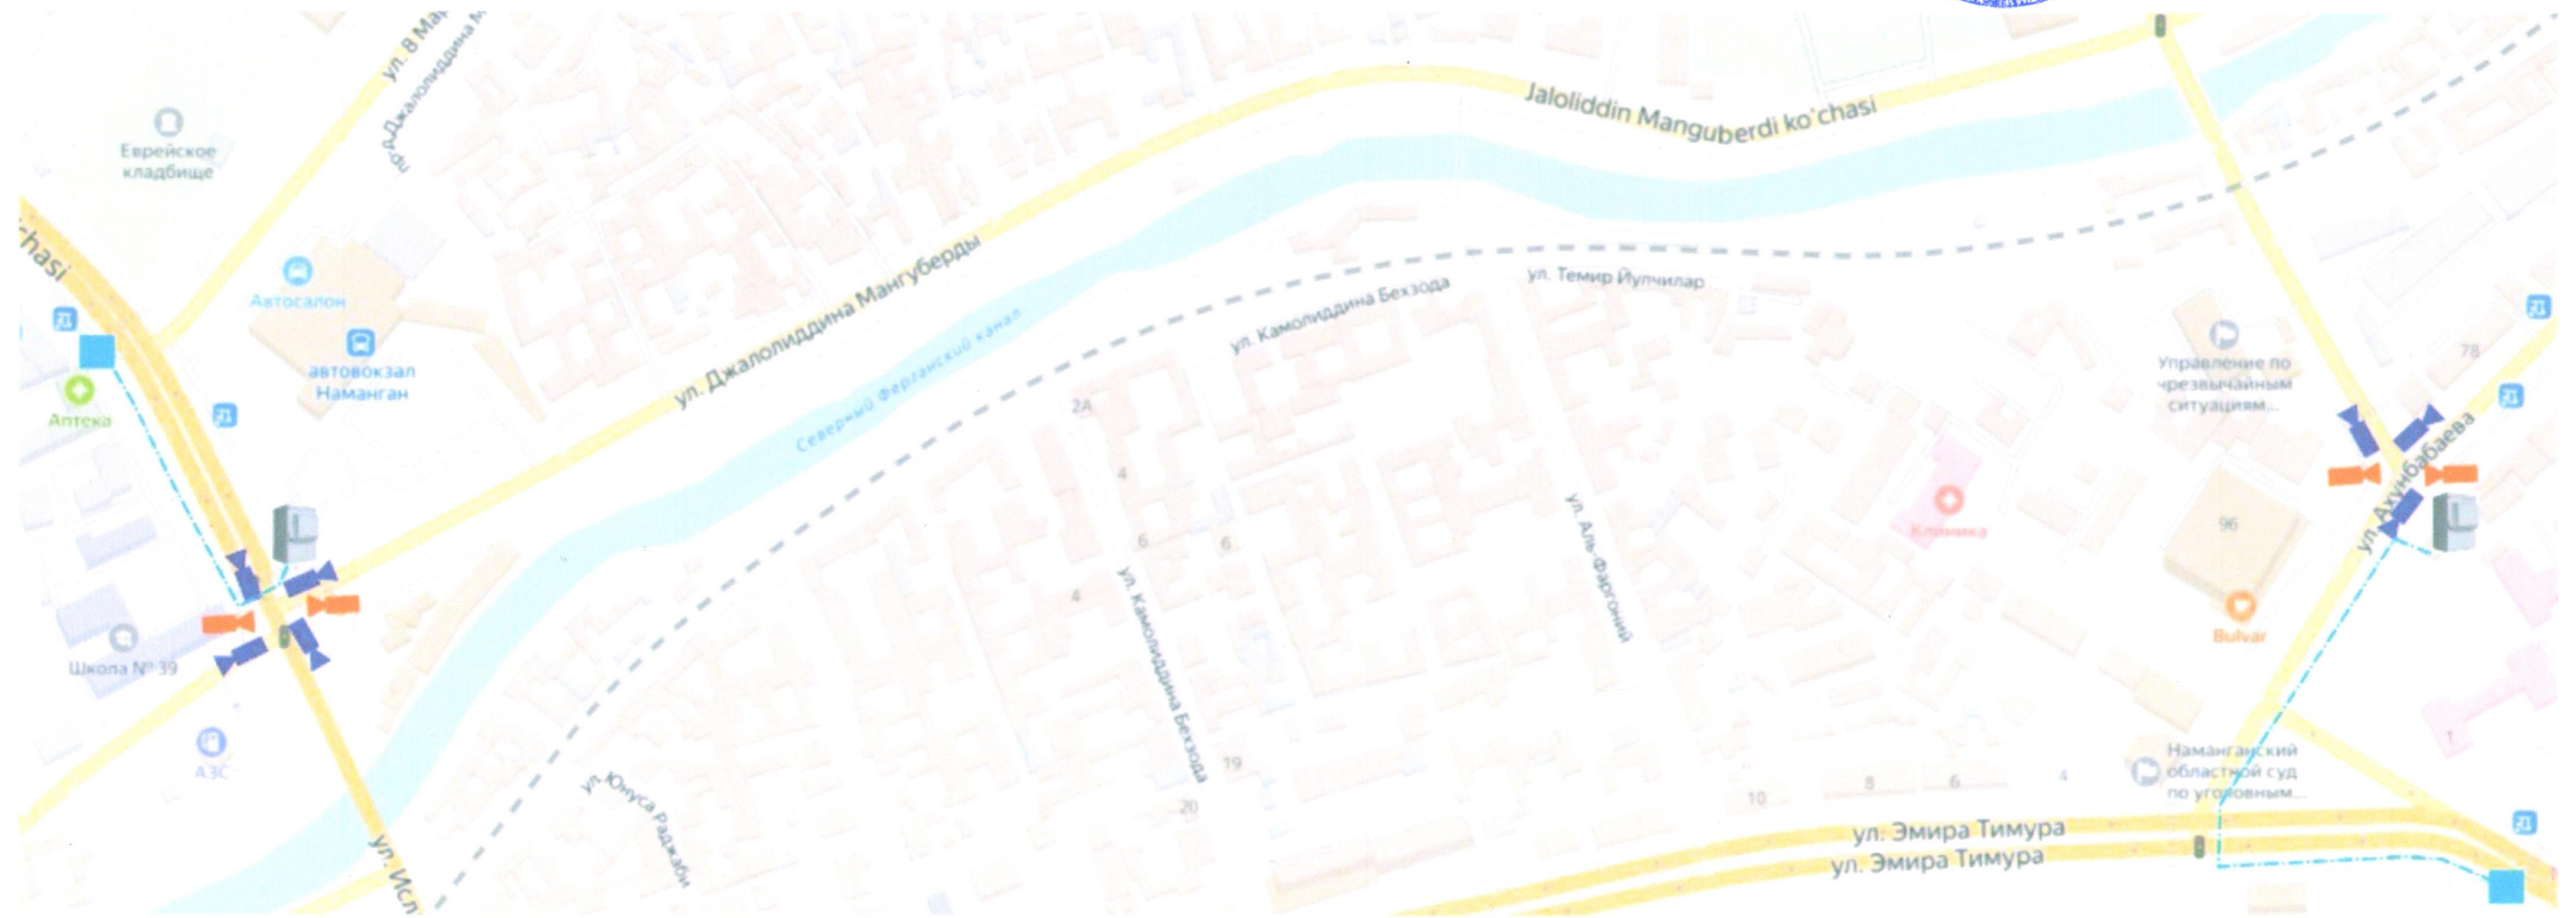 ул. 8 Мар
пр.Джалолиддина М
Jaloliddin Manguberdi ko'chasi
Еврейское
кладбище
chasi
Автосалон
автовокзал
Наманган
Аптека
ул. Джалолиддина Мангуберды
Северный Ферганский канал
ул. Камолиддина Бехзода
ул. Темир Йулчилар
Управление по
чрезвычайным
ситуациям...
78
2А
4
6
6
4
ул. Аль-Фаргоний
Клиника
96
ул. Ахунбабаева
Bulvar
Школа № 39
АЗС
ул. Камолиддина Бехзода
19
20
ул. Юнуса Раджаби
ул. Исл
10
8
6
4
Наманганский
областной суд
по уголовным...
1
ул. Эмира Тимура
ул. Эмира Тимура